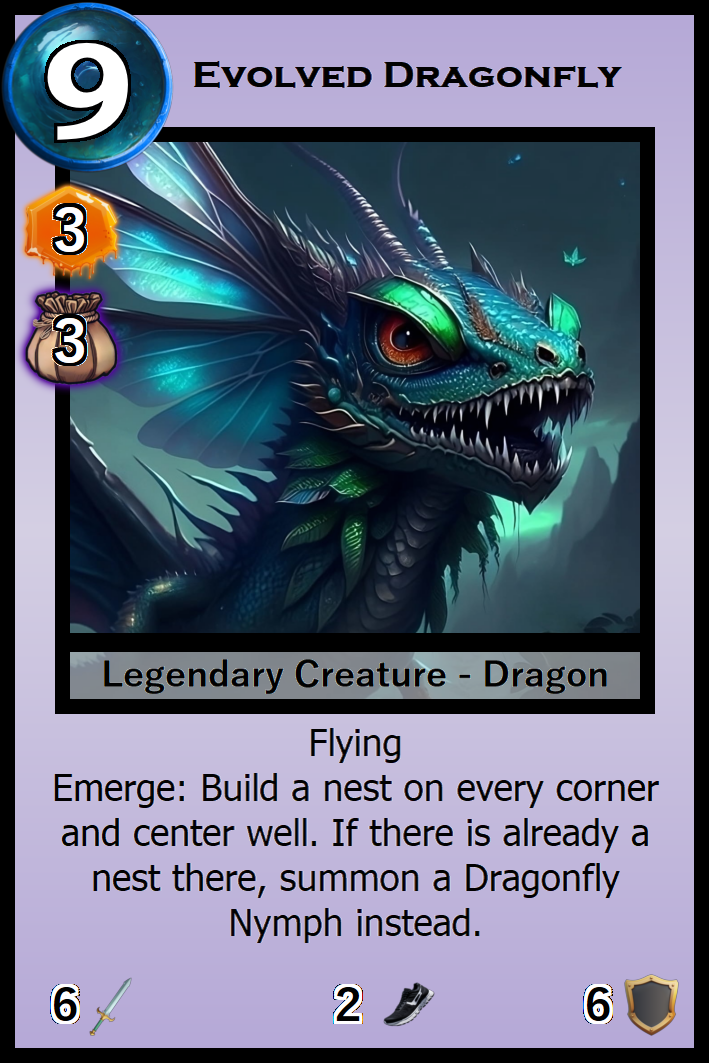 9
Evolved Dragonfly
3
3
Legendary Creature - Dragon
Flying
Emerge: Build a nest on every corner
and center well. If there is already a
nest there, summon a Dragonfly
Nymph instead.
6 2 6